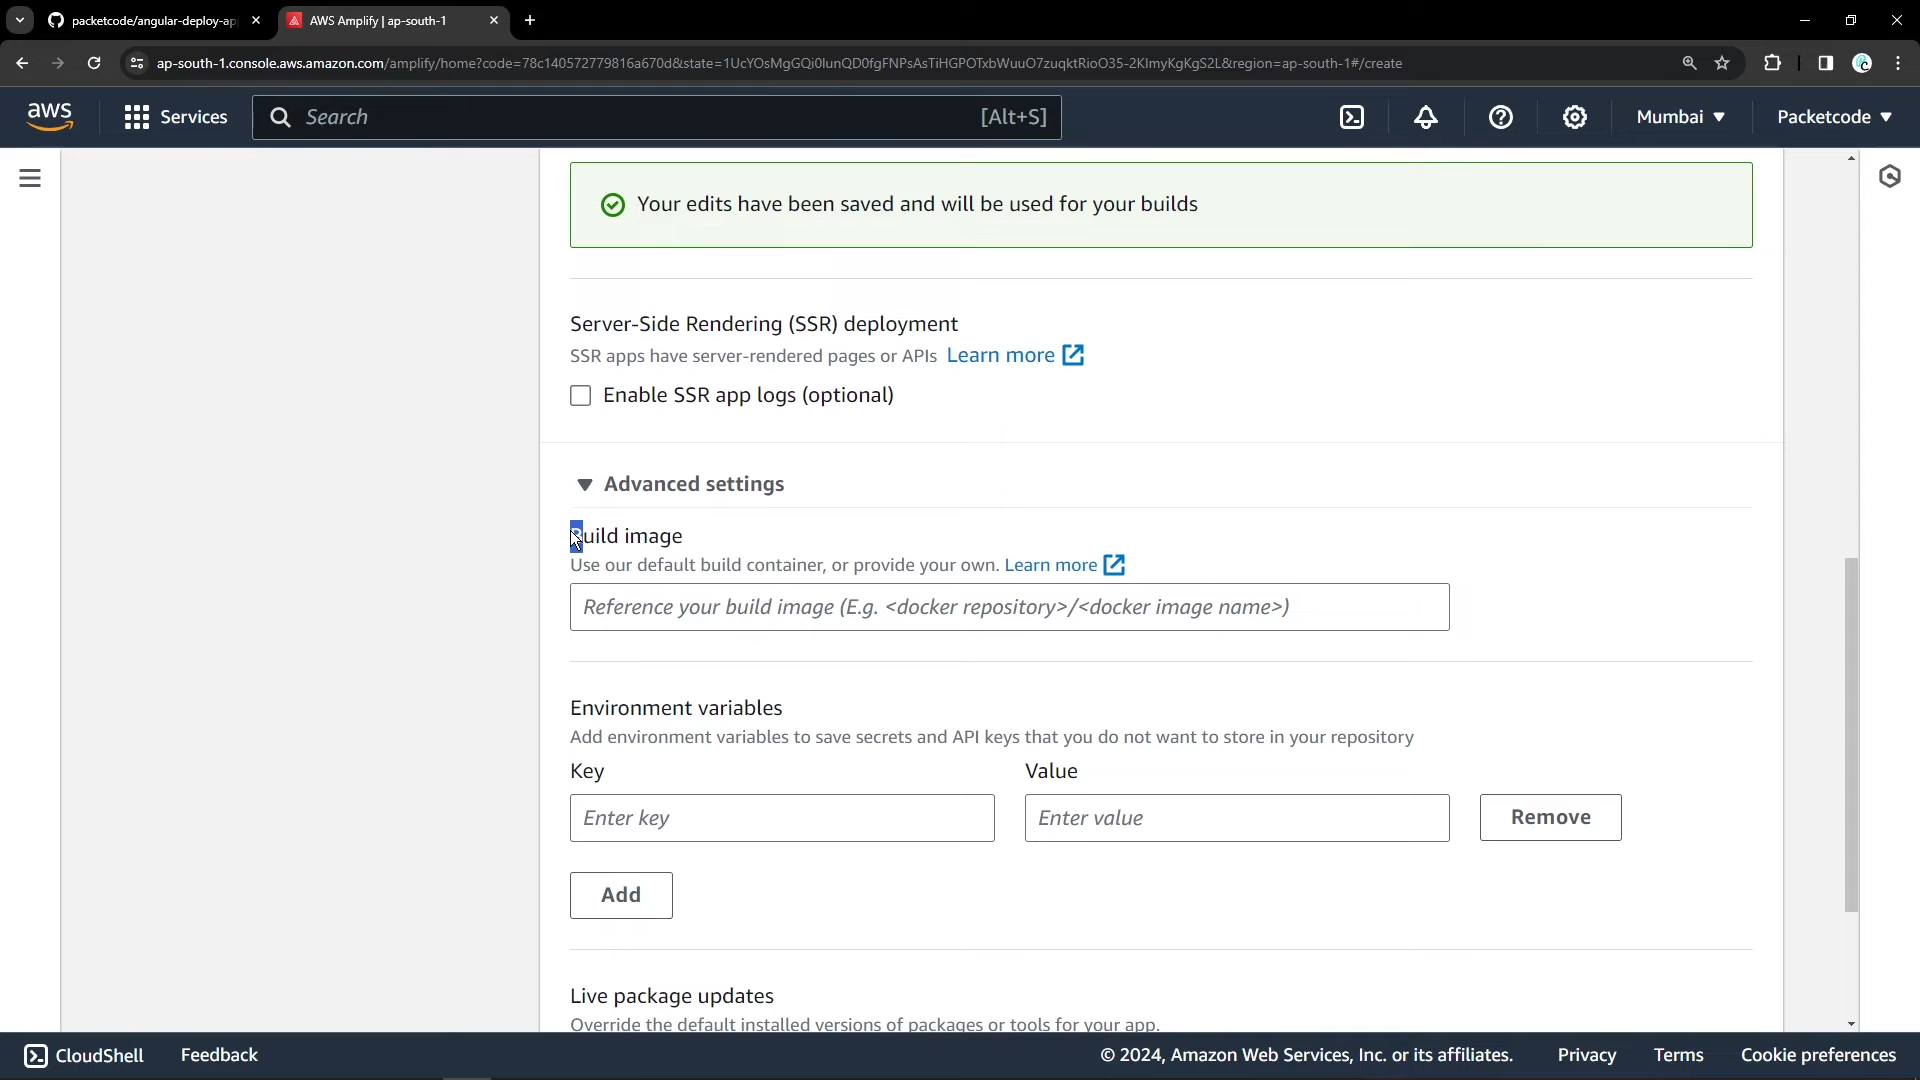 packetcode/angular-deploy-ap
AWS Amplify | ap-south-1
ap-south-1.console.aws.amazon.com/amplify/home?code=78c140572779816a670d&state=1UcYOsMgGQi0lunQD0fgFNPsAsTiHGPOTxbWuuO7zuqktRioO35-2KImyKgKgS2L&region=ap-south-1#/create
aws
Services
Search
[Alt+S]
Mumbai
Packetcode
Your edits have been saved and will be used for your builds
Server-Side Rendering (SSR) deployment
SSR apps have server-rendered pages or APIs Learn more
Enable SSR app logs (optional)
Advanced settings
Build image
Use our default build container, or provide your own. Learn more
Reference your build image (E.g. <docker repository>/<docker image name>)
Environment variables
Add environment variables to save secrets and API keys that you do not want to store in your repository
Key
Value
Enter key
Enter value
Remove
Add
Live package updates
Override the default installed versions of packages or tools for your app.
CloudShell
Feedback
© 2024, Amazon Web Services, Inc. or its affiliates.
Privacy
Terms
Cookie preferences